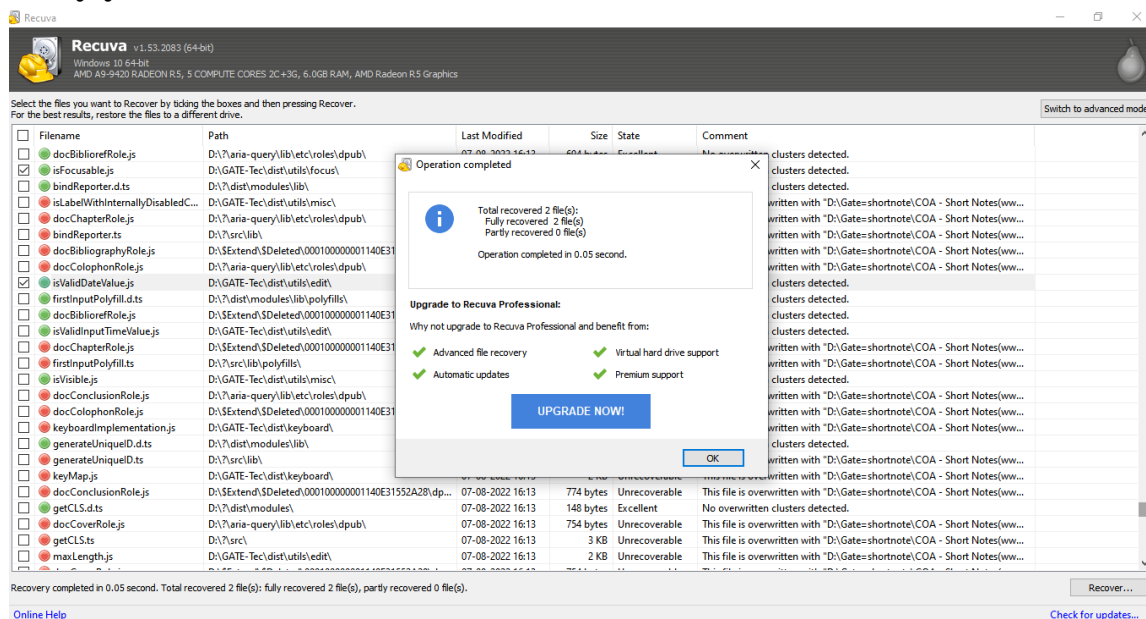 Recuva
Recuva v1.53.2083 (64-bit)
Windows 10 64-bit
AMD A9-9420 RADEON R5, 5 COMPUTE CORES 2C+3G, 6.0GB RAM, AMD Radeon R5 Graphics
Select the files you want to Recover by ticking the boxes and then pressing Recover.
For the best results, restore the files to a different drive.
Switch to advanced mode
Filename Path Last Modified Size State Comment
docBibliorefRole.js D:\?\aria-query\lib\etc\roles\dpub\ clusters detected.
isFocusable.js D:\GATE-Tec\dist\utils\focus\ clusters detected.
bindReporter.d.ts D:\?\dist\modules\lib\ clusters detected.
isLabelWithInternallyDisabledC... D:\GATE-Tec\dist\utils\misc\ written with "D:\Gate=shortnote\COA - Short Notes(ww...
docChapterRole.js D:\?\aria-query\lib\etc\roles\dpub\ written with "D:\Gate=shortnote\COA - Short Notes(ww...
bindReporter.ts D:\?\src\lib\ written with "D:\Gate=shortnote\COA - Short Notes(ww...
docBibliographyRole.js D:\$Extend\$Deleted\000100000001140E31 written with "D:\Gate=shortnote\COA - Short Notes(ww...
docColophonRole.js D:\?\aria-query\lib\etc\roles\dpub\ written with "D:\Gate=shortnote\COA - Short Notes(ww...
isValidDateValue.js D:\GATE-Tec\dist\utils\edit\ clusters detected.
firstInputPolyfill.d.ts D:\?\dist\modules\lib\polyfills\ clusters detected.
docBibliorefRole.js D:\$Extend\$Deleted\000100000001140E31 clusters detected.
isValidInputTimeValue.js D:\GATE-Tec\dist\utils\edit\ clusters detected.
docChapterRole.js D:\$Extend\$Deleted\000100000001140E31 written with "D:\Gate=shortnote\COA - Short Notes(ww...
firstInputPolyfill.ts D:\?\src\lib\polyfills\ written with "D:\Gate=shortnote\COA - Short Notes(ww...
isVisible.js D:\GATE-Tec\dist\utils\misc\ clusters detected.
docConclusionRole.js D:\?\aria-query\lib\etc\roles\dpub\ written with "D:\Gate=shortnote\COA - Short Notes(ww...
docColophonRole.js D:\$Extend\$Deleted\000100000001140E31 written with "D:\Gate=shortnote\COA - Short Notes(ww...
keyboardImplementation.js D:\GATE-Tec\dist\keyboard\ written with "D:\Gate=shortnote\COA - Short Notes(ww...
generateUniqueID.d.ts D:\?\dist\modules\lib\ clusters detected.
generateUniqueID.ts D:\?\src\lib\ written with "D:\Gate=shortnote\COA - Short Notes(ww...
keyMap.js D:\GATE-Tec\dist\keyboard\ written with "D:\Gate=shortnote\COA - Short Notes(ww...
docConclusionRole.js D:\$Extend\$Deleted\000100000001140E31552A28\dp... 07-08-2022 16:13 774 bytes Unrecoverable This file is overwritten with "D:\Gate=shortnote\COA - Short Notes(ww...
getCLS.d.ts D:\?\dist\modules\ 07-08-2022 16:13 148 bytes Excellent No overwritten clusters detected.
docCoverRole.js D:\?\aria-query\lib\etc\roles\dpub\ 07-08-2022 16:13 754 bytes Unrecoverable This file is overwritten with "D:\Gate=shortnote\COA - Short Notes(ww...
getCLS.ts D:\?\src\ 07-08-2022 16:13 3 KB Unrecoverable This file is overwritten with "D:\Gate=shortnote\COA - Short Notes(ww...
maxLength.js D:\GATE-Tec\dist\utils\edit\ 07-08-2022 16:13 2 KB Unrecoverable This file is overwritten with "D:\Gate=shortnote\COA - Short Notes(ww...
Operation completed
Total recovered 2 file(s):
Fully recovered 2 file(s)
Partly recovered 0 file(s)
Operation completed in 0.05 second.
Upgrade to Recuva Professional:
Why not upgrade to Recuva Professional and benefit from:
Advanced file recovery Virtual hard drive support
Automatic updates Premium support
UPGRADE NOW!
OK
Recovery completed in 0.05 second. Total recovered 2 file(s): fully recovered 2 file(s), partly recovered 0 file(s).
Recover...
Online Help
Check for updates...